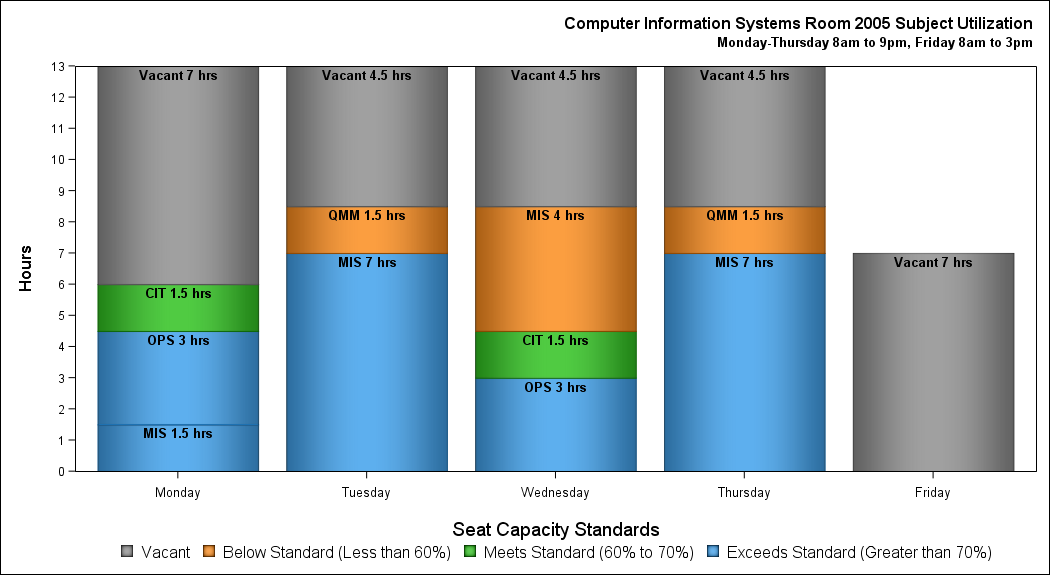 Computer Information Systems Room 2005 Subject Utilization
Monday-Thursday 8am to 9pm, Friday 8am to 3pm
Hours
13
12
11
10
9
8
7
6
5
4
3
2
1
0
Vacant 7 hrs
CIT 1.5 hrs
OPS 3 hrs
MIS 1.5 hrs
Vacant 4.5 hrs
QMM 1.5 hrs
MIS 7 hrs
Vacant 4.5 hrs
MIS 4 hrs
CIT 1.5 hrs
OPS 3 hrs
Vacant 4.5 hrs
QMM 1.5 hrs
MIS 7 hrs
Vacant 7 hrs
Monday Tuesday Wednesday Thursday Friday
Seat Capacity Standards
Vacant Below Standard (Less than 60%) Meets Standard (60% to 70%) Exceeds Standard (Greater than 70%)